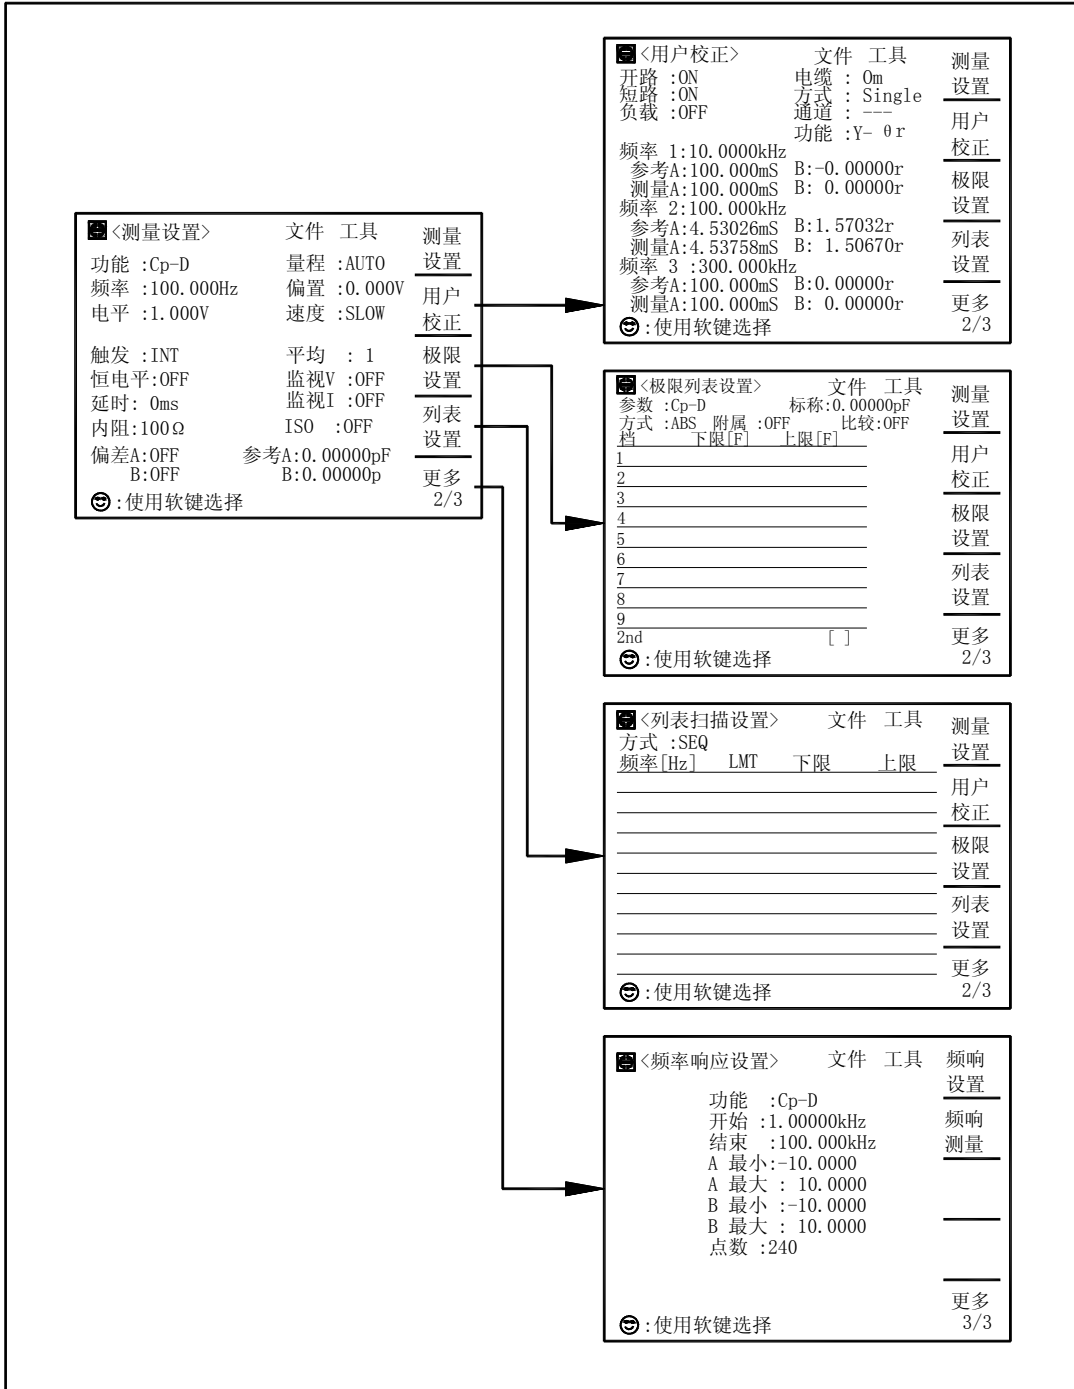 <测量设置> 文件 工具
功能 :Cp-D 量程 :AUTO
频率 :100.000Hz 偏置 :0.000V
电平 :1.000V 速度 :SLOW
触发 :INT 平均 : 1
恒电平:OFF 监视V :OFF
延时: 0ms 监视I :OFF
内阻:100Ω ISO :OFF
偏差A:OFF 参考A:0.00000pF
B:OFF B:0.00000p
:使用软键选择
测量
设置
用户
校正
极限
设置
列表
设置
更多
2/3
<用户校正> 文件 工具
开路 :ON 电缆 : 0m
短路 :ON 方式 : Single
负载 :OFF 通道 : ---
功能 :Y- θr
频率 1:10.0000kHz
参考A:100.000mS B:-0.00000r
测量A:100.000mS B: 0.00000r
频率 2:100.000kHz
参考A:4.53026mS B:1.57032r
测量A:4.53758mS B: 1.50670r
频率 3 :300.000kHz
参考A:100.000mS B:0.00000r
测量A:100.000mS B: 0.00000r
:使用软键选择
测量
设置
用户
校正
极限
设置
列表
设置
更多
2/3
<极限列表设置> 文件 工具
参数 :Cp-D 标称:0.00000pF
方式 :ABS 附属 :OFF 比较:OFF
档 下限[F] 上限[F]
1
2
3
4
5
6
7
8
9
2nd [ ]
:使用软键选择
测量
设置
用户
校正
极限
设置
列表
设置
更多
2/3
<列表扫描设置> 文件 工具
方式 :SEQ
频率[Hz] LMT 下限 上限
:使用软键选择
测量
设置
用户
校正
极限
设置
列表
设置
更多
2/3
<频率响应设置> 文件 工具
功能 :Cp-D
开始 :1.00000kHz
结束 :100.000kHz
A 最小:-10.0000
A 最大 : 10.0000
B 最小 :-10.0000
B 最大 : 10.0000
点数 :240
:使用软键选择
频响
设置
频响
测量
更多
3/3